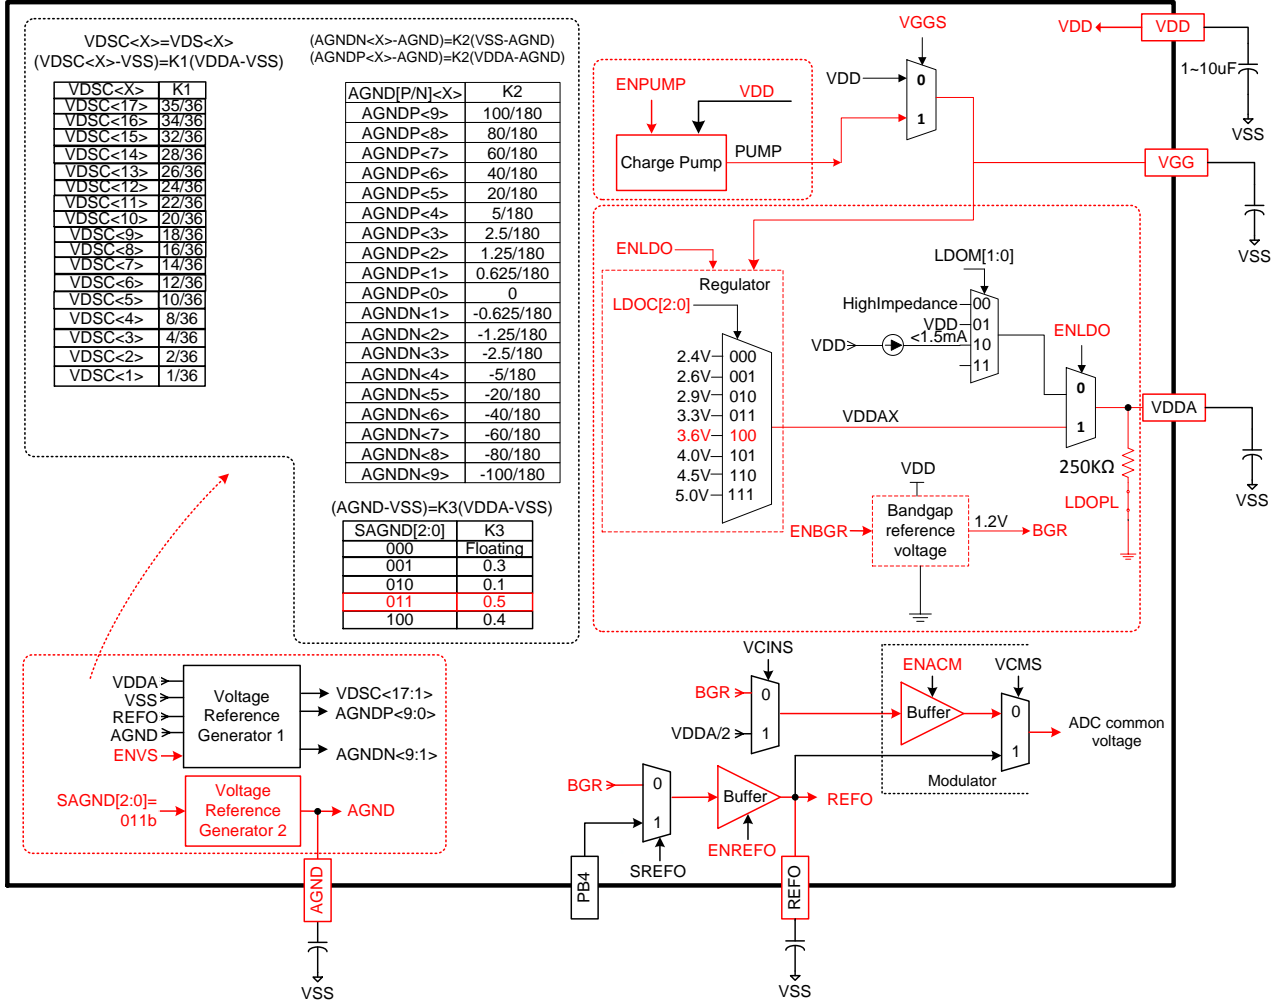 VDSC<X>=VDS<X>
(VDSC<X>-VSS)=K1(VDDA-VSS)
VDSC<X> K1
VDSC<17> 35/36
VDSC<16> 34/36
VDSC<15> 32/36
VDSC<14> 28/36
VDSC<13> 26/36
VDSC<12> 24/36
VDSC<11> 22/36
VDSC<10> 20/36
VDSC<9> 18/36
VDSC<8> 16/36
VDSC<7> 14/36
VDSC<6> 12/36
VDSC<5> 10/36
VDSC<4> 8/36
VDSC<3> 4/36
VDSC<2> 2/36
VDSC<1> 1/36
(AGNDN<X>-AGND)=K2(VSS-AGND)
(AGNDP<X>-AGND)=K2(VDDA-AGND)
AGND[P/N]<X> K2
AGNDP<9> 100/180
AGNDP<8> 80/180
AGNDP<7> 60/180
AGNDP<6> 40/180
AGNDP<5> 20/180
AGNDP<4> 5/180
AGNDP<3> 2.5/180
AGNDP<2> 1.25/180
AGNDP<1> 0.625/180
AGNDP<0> 0
AGNDN<1> -0.625/180
AGNDN<2> -1.25/180
AGNDN<3> -2.5/180
AGNDN<4> -5/180
AGNDN<5> -20/180
AGNDN<6> -40/180
AGNDN<7> -60/180
AGNDN<8> -80/180
AGNDN<9> -100/180
(AGND-VSS)=K3(VDDA-VSS)
SAGND[2:0] K3
000 Floating
001 0.3
010 0.1
011 0.5
100 0.4
VGGS
VDD
0
1
ENPUMP
VDD
Charge Pump
PUMP
VDD
VDD
1~10uF
VSS
VGG
VSS
ENLDO
Regulator
LDOC[2:0]
2.4V 000
2.6V 001
2.9V 010
3.3V 011
3.6V 100
4.0V 101
4.5V 110
5.0V 111
LDOM[1:0]
HighImpedance 00
VDD 01
VDD <1.5mA 10
11
ENLDO
0
1
VDDAX
VDDA
VSS
250KΩ
LDOPL
VDD
ENBGR
Bandgap
reference
voltage
1.2V
BGR
VDDA
VSS
REFO
AGND
ENVS
Voltage
Reference
Generator 1
VDSC<17:1>
AGNDP<9:0>
AGNDN<9:1>
SAGND[2:0]=
011b
Voltage
Reference
Generator 2
AGND
AGND
VSS
VCINS
BGR 0
VDDA/2 1
ENACM
Buffer
VCMS
0
1
ADC common
voltage
Modulator
BGR 0
1
SREFO
PB4
Buffer
ENREFO
REFO
REFO
VSS